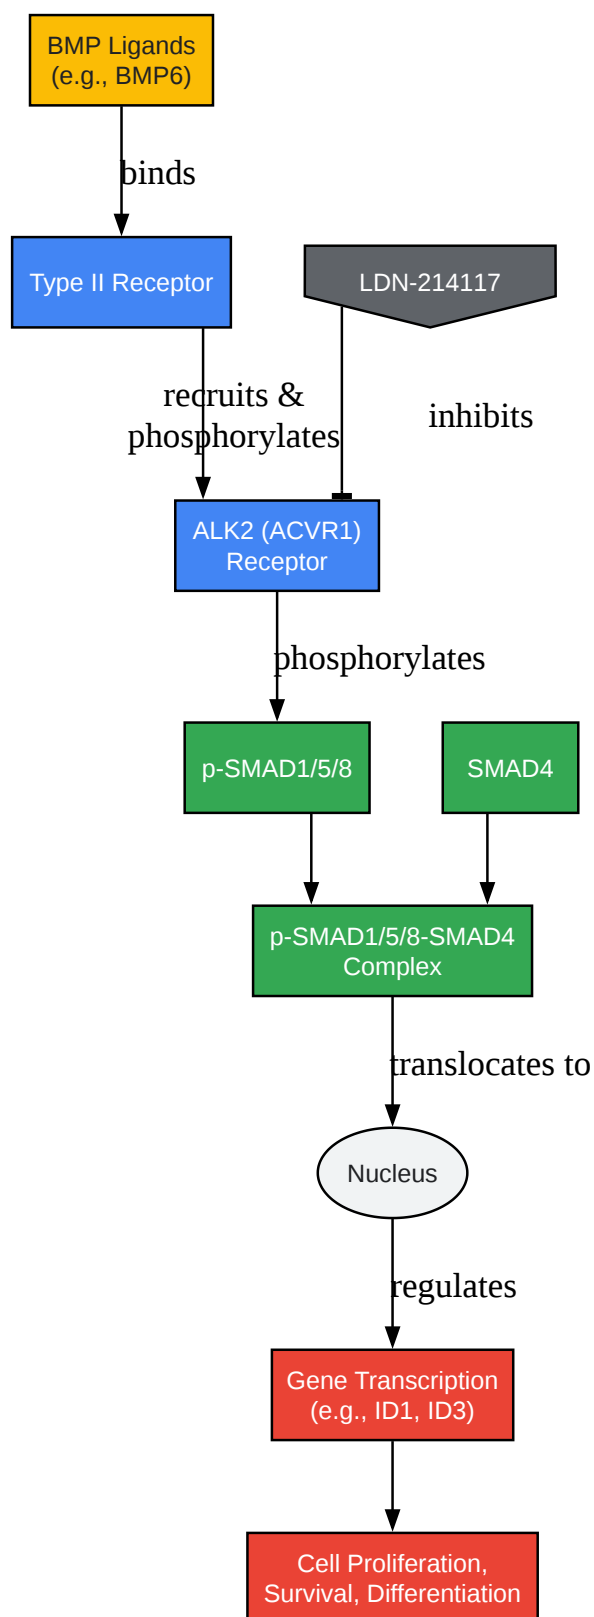 BMP Ligands
(e.g., BMP6)
binds
Type II Receptor
LDN-214117
recruits &
phosphorylates
inhibits
ALK2 (ACVR1)
Receptor
phosphorylates
p-SMAD1/5/8
SMAD4
p-SMAD1/5/8-SMAD4
Complex
translocates to
Nucleus
regulates
Gene Transcription
(e.g., ID1, ID3)
Cell Proliferation,
Survival, Differentiation